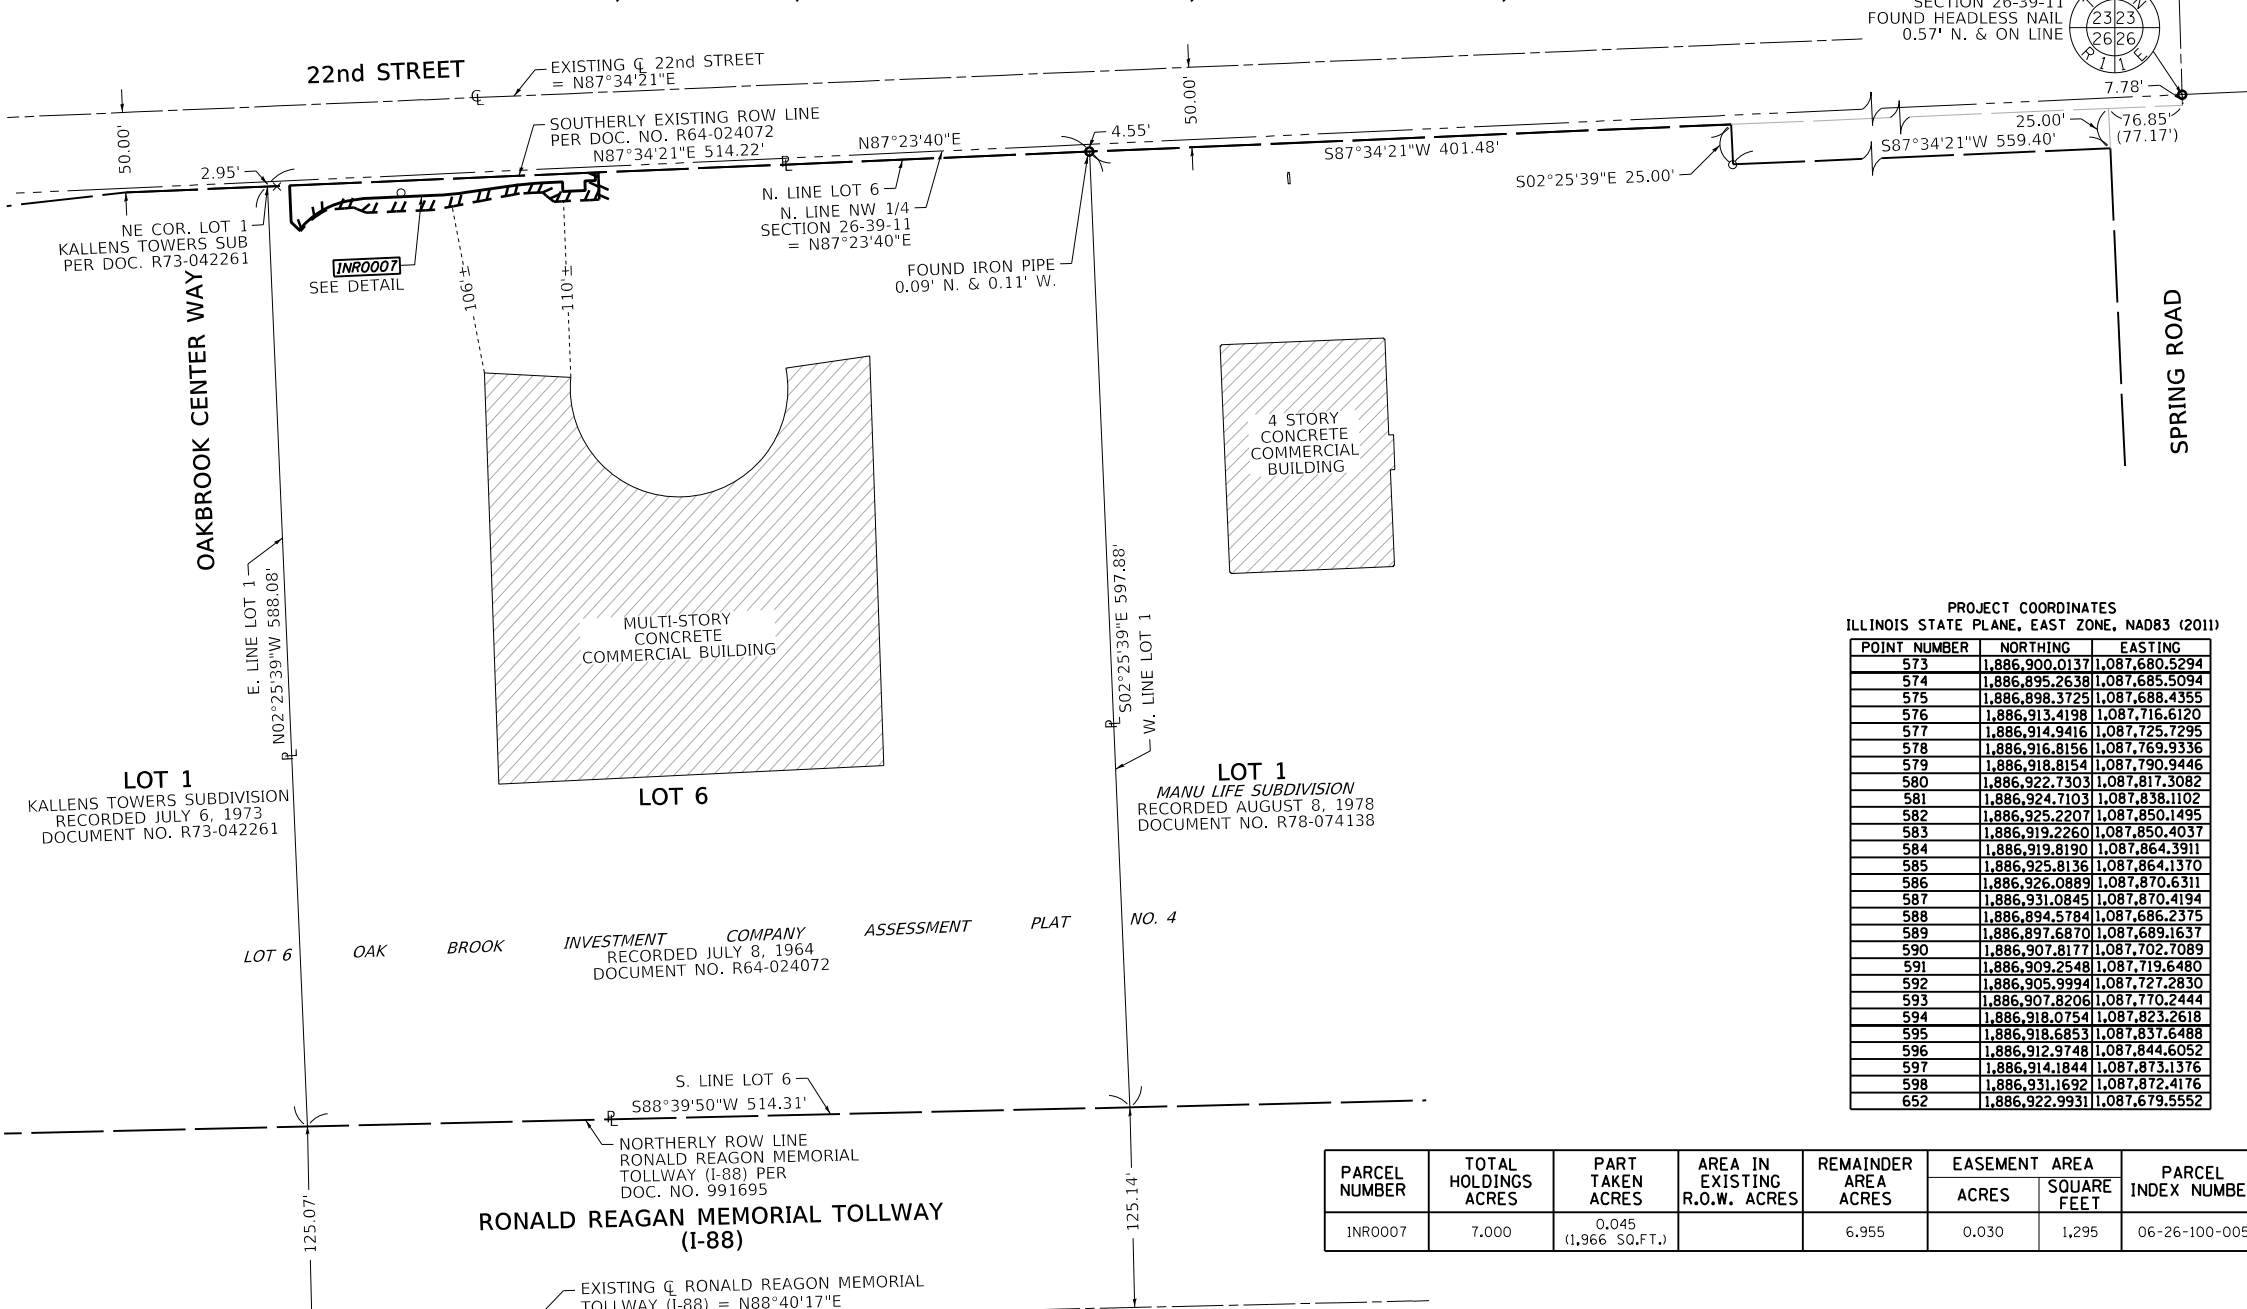 SECTION 26-39-11
FOUND HEADLESS NAIL
0.57' N. & ON LINE
23 23
26 26
R 1 1 E
N
7.78'
22nd STREET
EXISTING ℄ 22nd STREET
= N87°34'21"E
℄
50.00'
50.00'
SOUTHERLY EXISTING ROW LINE
PER DOC. NO. R64-024072
N87°34'21"E 514.22'
N87°23'40"E
4.55'
25.00'
76.85'
(77.17')
S87°34'21"W 401.48'
S87°34'21"W 559.40'
S02°25'39"E 25.00'
2.95'
NE COR. LOT 1
KALLENS TOWERS SUB
PER DOC. R73-042261
1NR0007
SEE DETAIL
N. LINE LOT 6
N. LINE NW 1/4
SECTION 26-39-11
= N87°23'40"E
FOUND IRON PIPE
0.09' N. & 0.11' W.
106'±
110'±
OAKBROOK CENTER WAY
SPRING ROAD
4 STORY
CONCRETE
COMMERCIAL
BUILDING
MULTI-STORY
CONCRETE
COMMERCIAL BUILDING
E. LINE LOT 1
N02°25'39"W 588.08'
S02°25'39"E 597.88'
W. LINE LOT 1
LOT 1
KALLENS TOWERS SUBDIVISION
RECORDED JULY 6, 1973
DOCUMENT NO. R73-042261
LOT 6
LOT 1
MANU LIFE SUBDIVISION
RECORDED AUGUST 8, 1978
DOCUMENT NO. R78-074138
LOT 6 OAK BROOK INVESTMENT COMPANY ASSESSMENT PLAT NO. 4
RECORDED JULY 8, 1964
DOCUMENT NO. R64-024072
S. LINE LOT 6
S88°39'50"W 514.31'
NORTHERLY ROW LINE
RONALD REAGON MEMORIAL
TOLLWAY (I-88) PER
DOC. NO. 991695
125.07'
125.14'
RONALD REAGAN MEMORIAL TOLLWAY
(I-88)
EXISTING ℄ RONALD REAGON MEMORIAL
TOLLWAY (I-88) = N88°40'17"E
PROJECT COORDINATES
ILLINOIS STATE PLANE, EAST ZONE, NAD83 (2011)
POINT NUMBER NORTHING EASTING
573 1,886,900.0137 1,087,680.5294
574 1,886,895.2638 1,087,685.5094
575 1,886,898.3725 1,087,688.4355
576 1,886,913.4198 1,087,716.6120
577 1,886,914.9416 1,087,725.7295
578 1,886,916.8156 1,087,769.9336
579 1,886,918.8154 1,087,790.9446
580 1,886,922.7303 1,087,817.3082
581 1,886,924.7103 1,087,838.1102
582 1,886,925.2207 1,087,850.1495
583 1,886,919.2260 1,087,850.4037
584 1,886,919.8190 1,087,864.3911
585 1,886,925.8136 1,087,864.1370
586 1,886,926.0889 1,087,870.6311
587 1,886,931.0845 1,087,870.4194
588 1,886,894.5784 1,087,686.2375
589 1,886,897.6870 1,087,689.1637
590 1,886,907.8177 1,087,702.7089
591 1,886,909.2548 1,087,719.6480
592 1,886,905.9994 1,087,727.2830
593 1,886,907.8206 1,087,770.2444
594 1,886,918.0754 1,087,823.2618
595 1,886,918.6853 1,087,837.6488
596 1,886,912.9748 1,087,844.6052
597 1,886,914.1844 1,087,873.1376
598 1,886,931.1692 1,087,872.4176
652 1,886,922.9931 1,087,679.5552
PARCEL NUMBER TOTAL HOLDINGS ACRES PART TAKEN ACRES AREA IN EXISTING R.O.W. ACRES REMAINDER AREA ACRES EASEMENT AREA ACRES SQUARE FEET PARCEL INDEX NUMBE
1NR0007 7.000 0.045 (1,966 SQ.FT.) 6.955 0.030 1,295 06-26-100-005